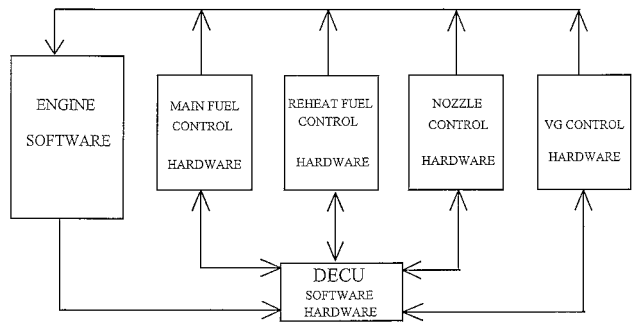 ENGINE
SOFTWARE
MAIN FUEL
CONTROL
HARDWARE
REHEAT FUEL
CONTROL
HARDWARE
NOZZLE
CONTROL
HARDWARE
VG CONTROL
HARDWARE
DECU
SOFTWARE
HARDWARE